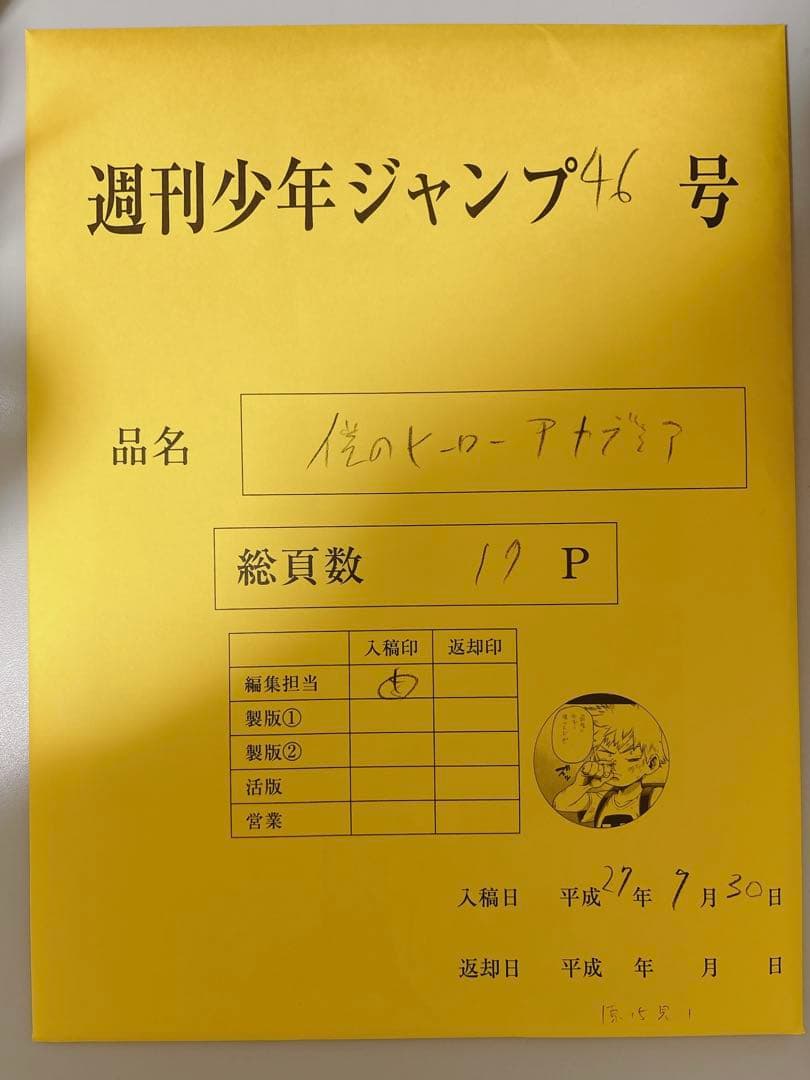 週刊少年ジャンプ46号
品名 僕のヒーローアカデミア
総頁数 17 P
入稿印 返却印
編集担当
製版①
製版②
活版
営業
入稿日 平成27年9月30日
返却日 平成 年 月 日